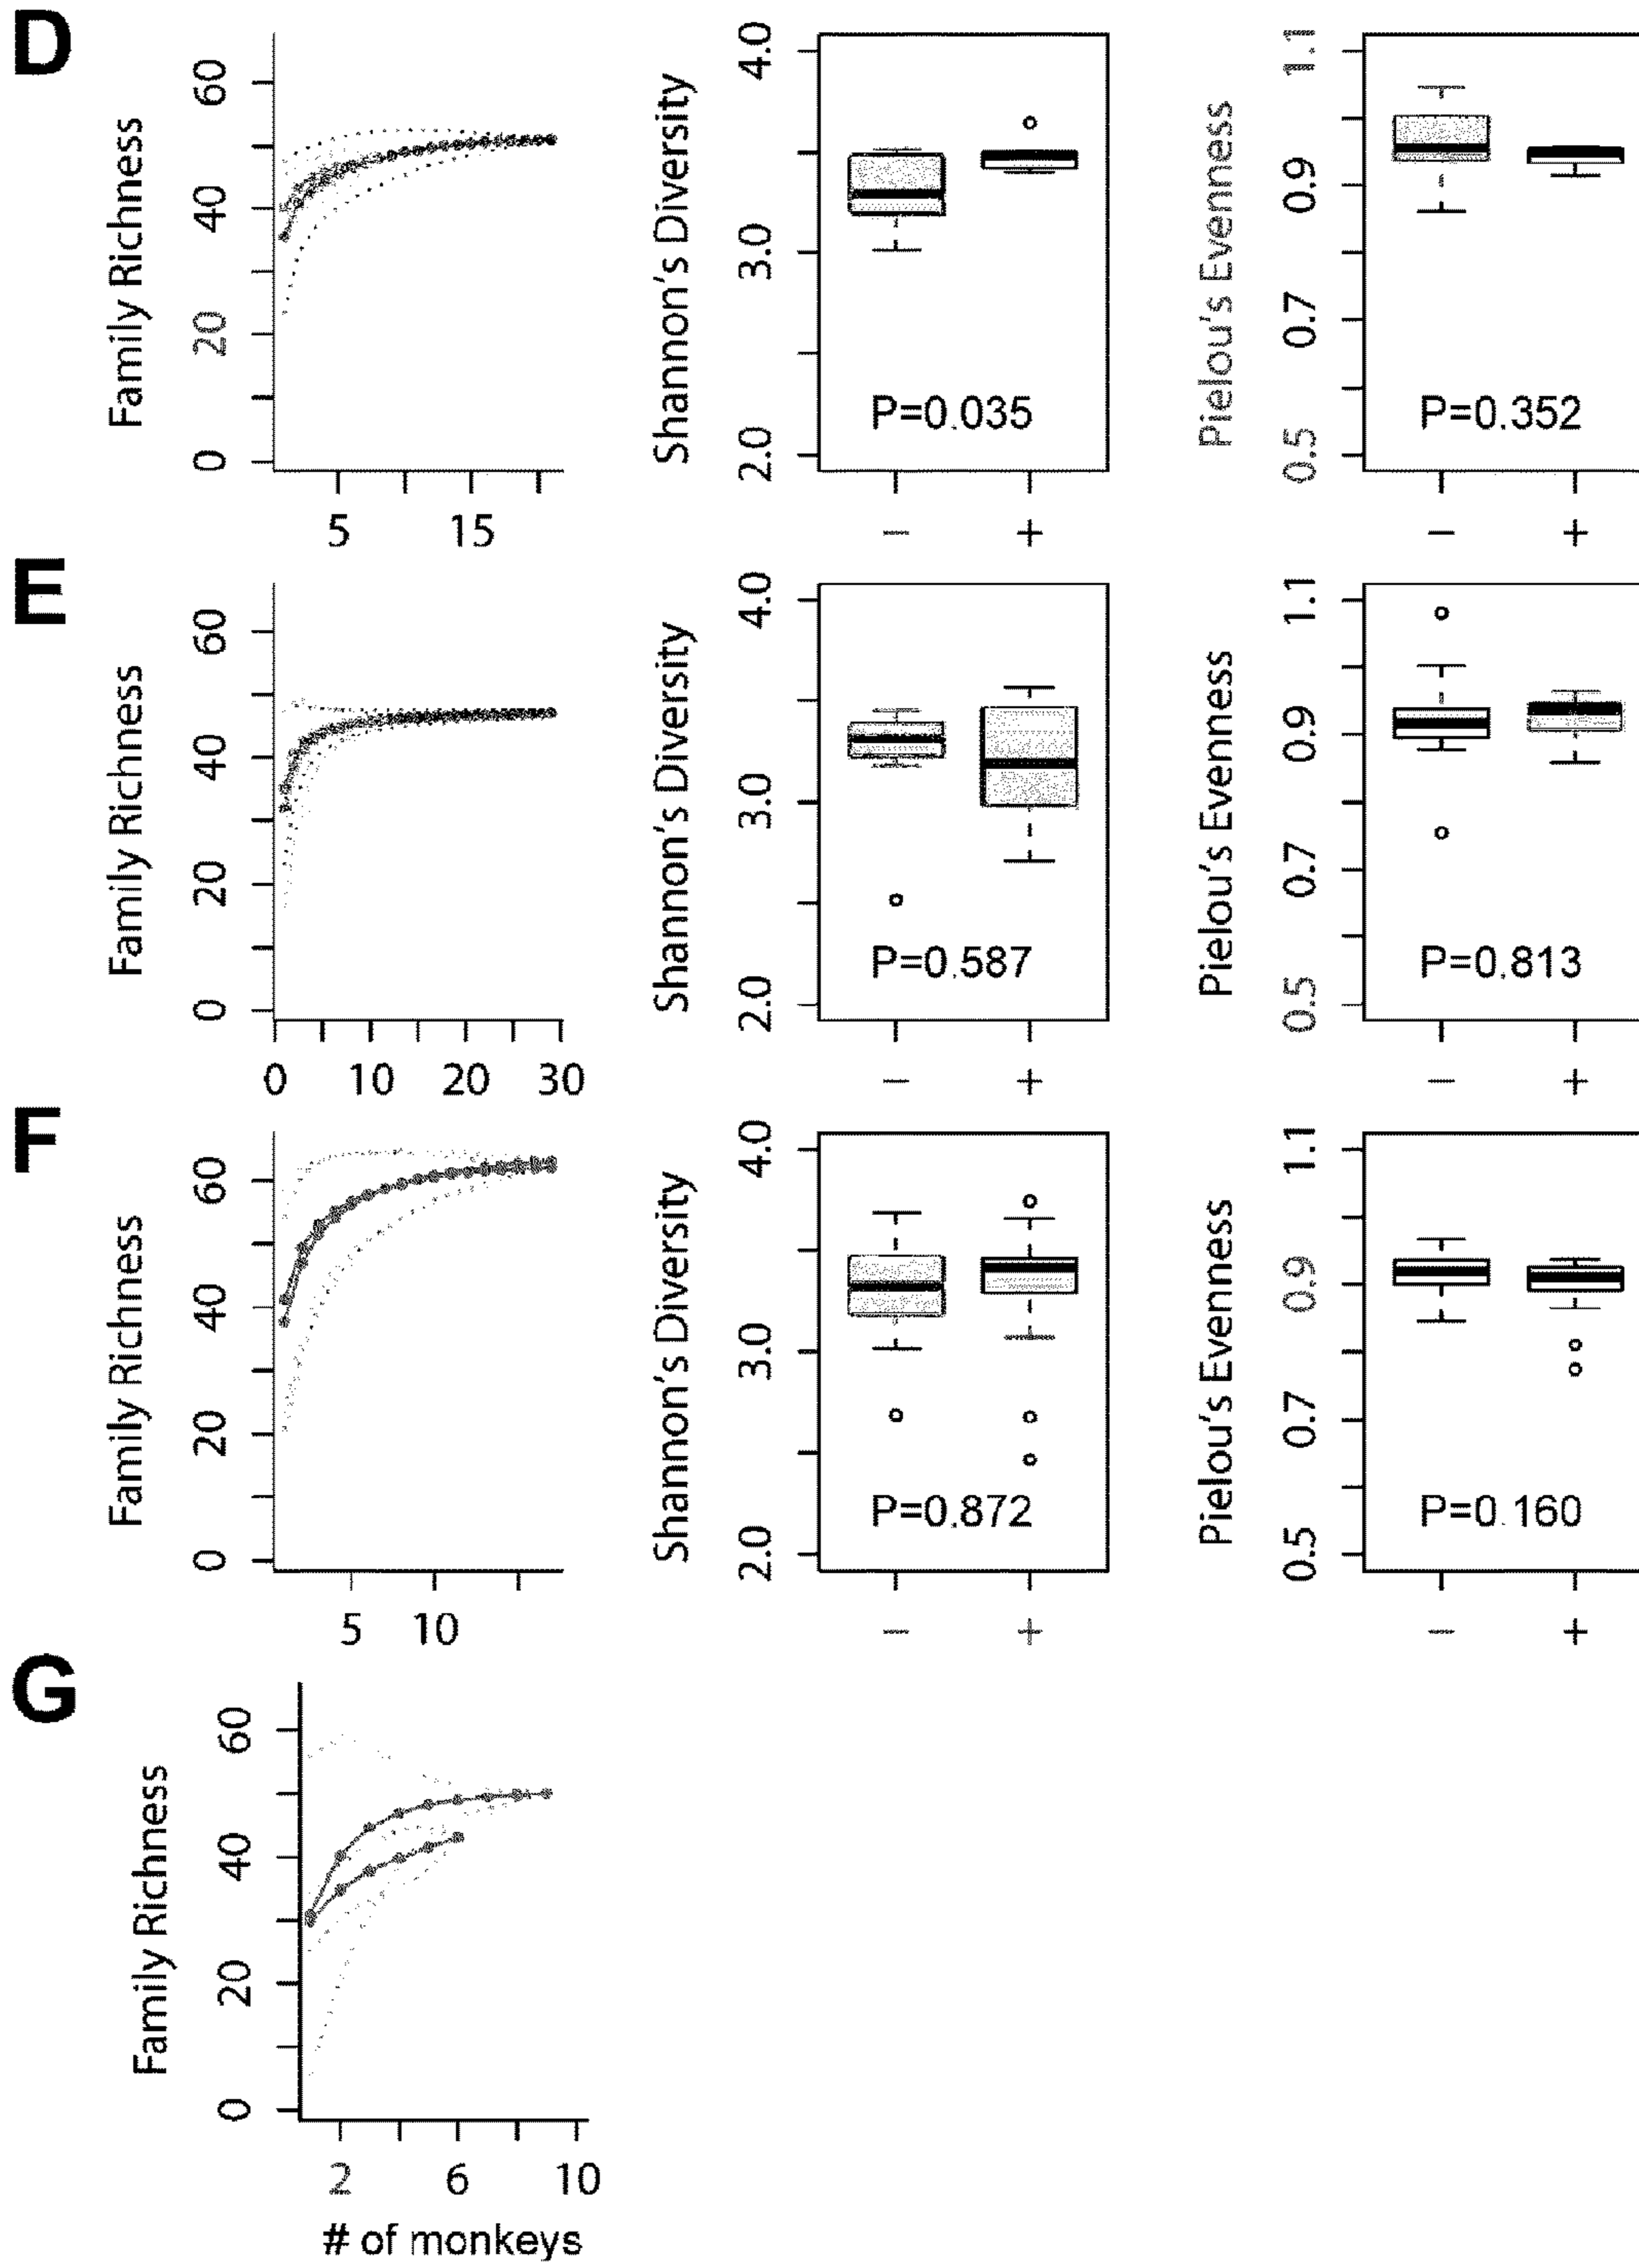 D
Family Richness
0 20 40 60
5 15
Shannon's Diversity
2.0 3.0 4.0
P=0.035
− +
Pielou's Evenness
0.5 0.7 0.9 1.1
P=0.352
− +
E
Family Richness
0 20 40 60
0 10 20 30
Shannon's Diversity
2.0 3.0 4.0
P=0.587
− +
Pielou's Evenness
0.5 0.7 0.9 1.1
P=0.813
− +
F
Family Richness
0 20 40 60
5 10
Shannon's Diversity
2.0 3.0 4.0
P=0.872
− +
Pielou's Evenness
0.5 0.7 0.9 1.1
P=0.160
− +
G
Family Richness
0 20 40 60
2 6 10
# of monkeys